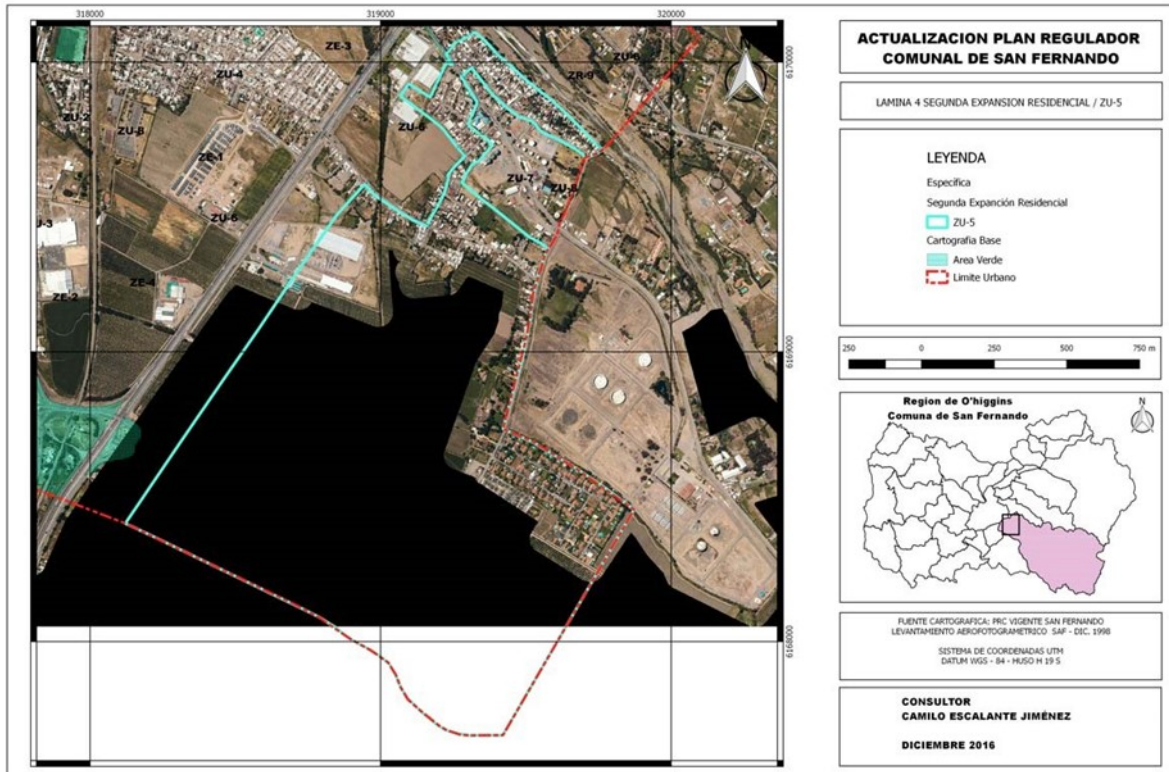 318000
319000
320000
6170000
6169000
6168000
ZE-3
ZU-4
ZU-2
ZU-8
ZE-1
ZU-6
ZE-4
ZE-2
ZU-6
ZR-9
ZU-6
ZU-7
ZU-8
ACTUALIZACION PLAN REGULADOR
COMUNAL DE SAN FERNANDO
LAMINA 4 SEGUNDA EXPANSION RESIDENCIAL / ZU-5
LEYENDA
Específica
Segunda Expanción Residencial
ZU-5
Cartografia Base
Area Verde
Limite Urbano
250 0 250 500 750 m
Region de O'higgins
Comuna de San Fernando
N
FUENTE CARTOGRAFICA: PRC VIGENTE SAN FERNANDO
LEVANTAMIENTO AEROFOTOGRAMETRICO SAF - DIC. 1998
SISTEMA DE COORDENADAS UTM
DATUM WGS - 84 - HUSO H 19 S
CONSULTOR
CAMILO ESCALANTE JIMÉNEZ
DICIEMBRE 2016